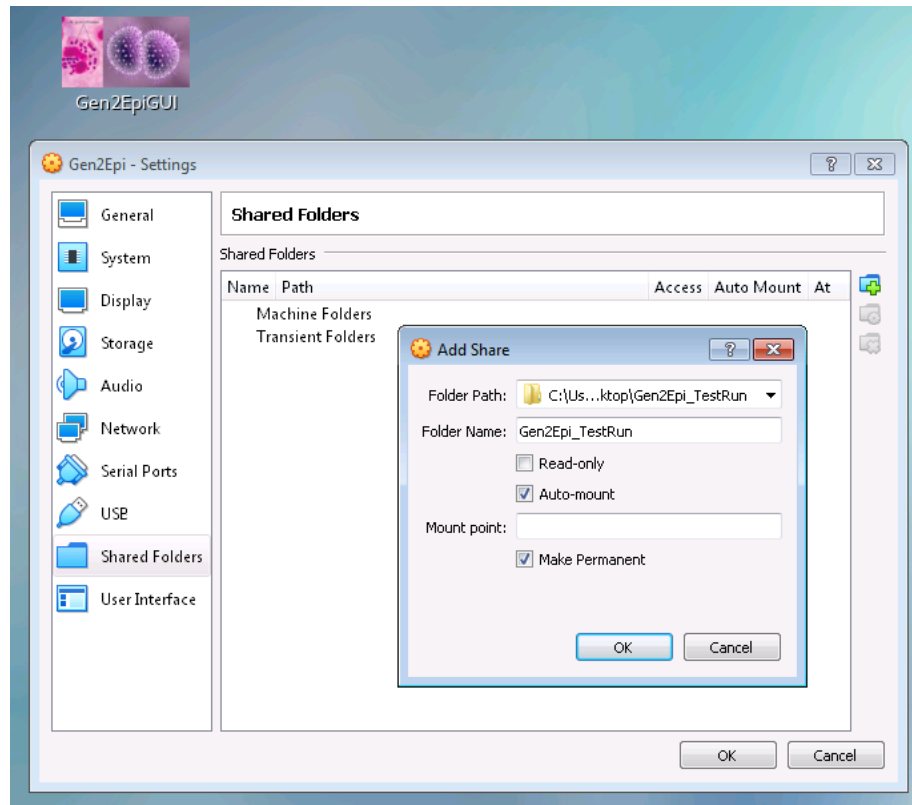 Gen2EpiGUI
Gen2Epi - Settings
General
System
Display
Storage
Audio
Network
Serial Ports
USB
Shared Folders
User Interface
Shared Folders
Shared Folders
Name Path Access Auto Mount At
Machine Folders
Transient Folders
Add Share
Folder Path: C:\Us...ktop\Gen2Epi_TestRun
Folder Name: Gen2Epi_TestRun
Read-only
Auto-mount
Mount point:
Make Permanent
OK Cancel
OK Cancel